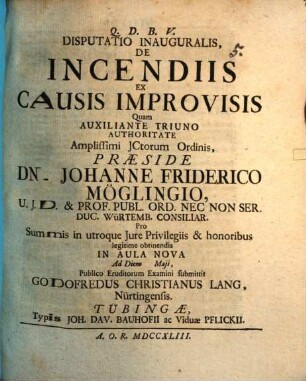 Q. D. B. V.
DISPUTATIO INAUGURALIS,
5.
DE
INCENDIIS
EX
CAUSIS IMPROVISIS
Quam
AUXILIANTE TRIUNO
AUTHORITATE
Amplissimi JCtorum Ordinis,
PRÆSIDE
DN. JOHANNE FRIDERICO
MÖGLINGIO,
U. J. D. & PROF. PUBL. ORD. NEC NON SER.
DUC. WÜRTEMB. CONSILIAR.
Pro
Summis in utroque Jure Privilegiis & honoribus
legitime obtinendis
IN AULA NOVA
Ad Diem Maji,
Publico Eruditorum Examini submittit
GODOFREDUS CHRISTIANUS LANG,
Nürtingensis.
TUBINGÆ,
Typis JOH. DAV. BAUHOFII ac Viduæ PFLICKII.
A. O. R. MDCCXLIII.